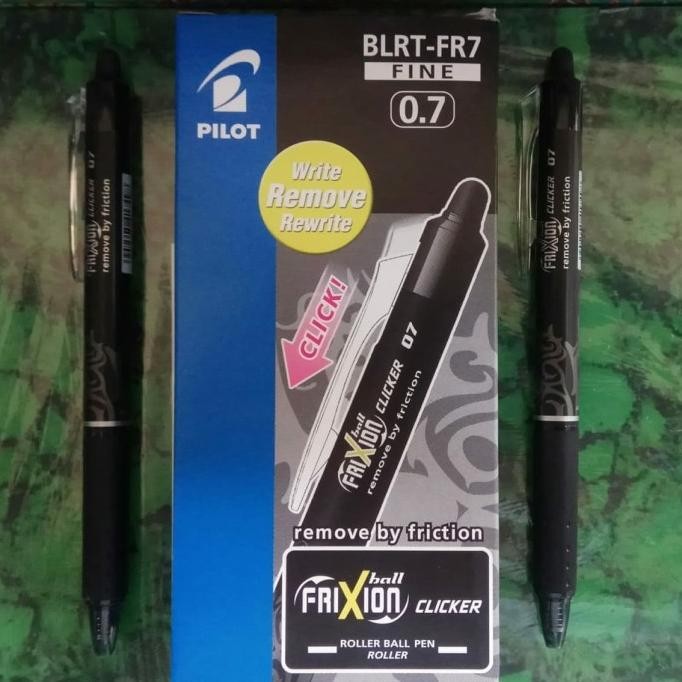 PILOT
BLRT-FR7
FINE
0.7
Write
Remove
Rewrite
CLICK!
ball
FRIXION CLICKER 07
remove by friction
remove by friction
ball
FRIXION CLICKER
ROLLER BALL PEN
ROLLER
FRIXION CLICKER 07
remove by friction
FRIXION CLICKER 07
remove by friction